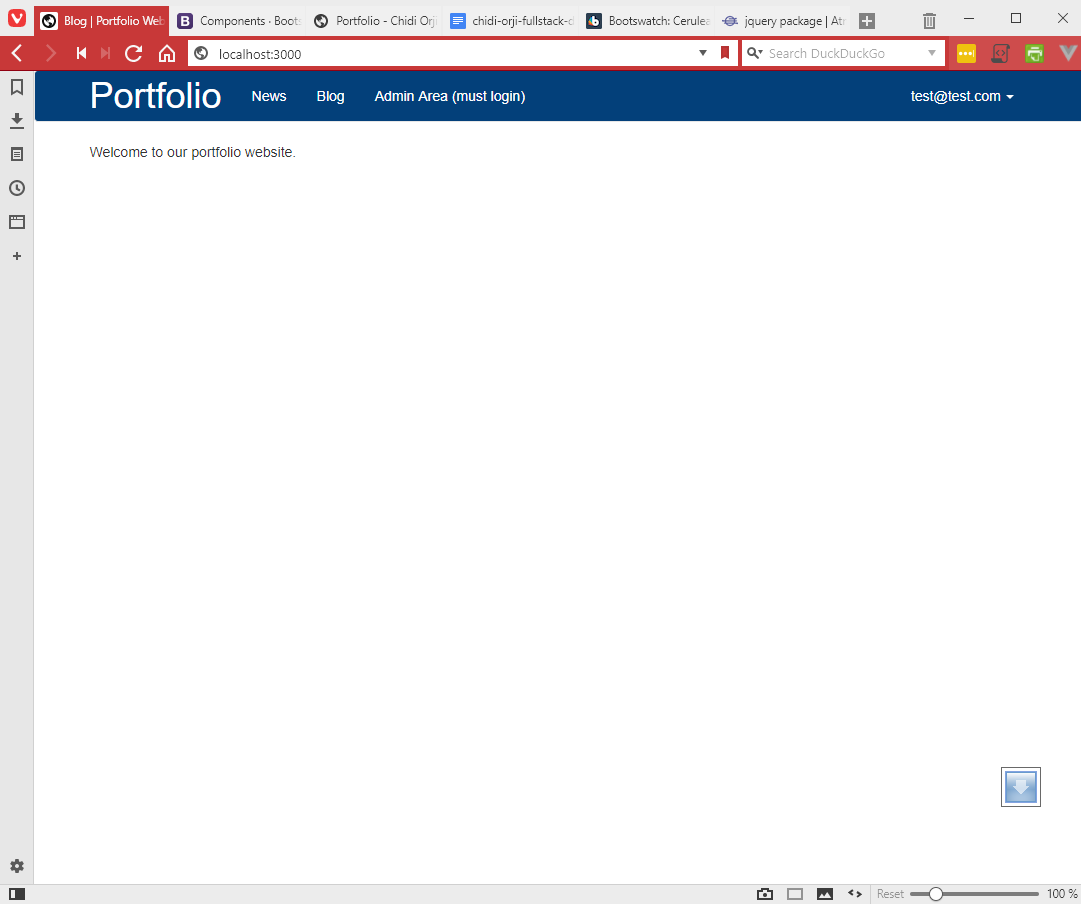 Blog | Portfolio Web
Components · Boots
Portfolio - Chidi Orji
chidi-orji-fullstack-d
Bootswatch: Cerulea
jquery package | At
localhost:3000
Search DuckDuckGo
Portfolio
News
Blog
Admin Area (must login)
test@test.com
Welcome to our portfolio website.
Reset
100 %